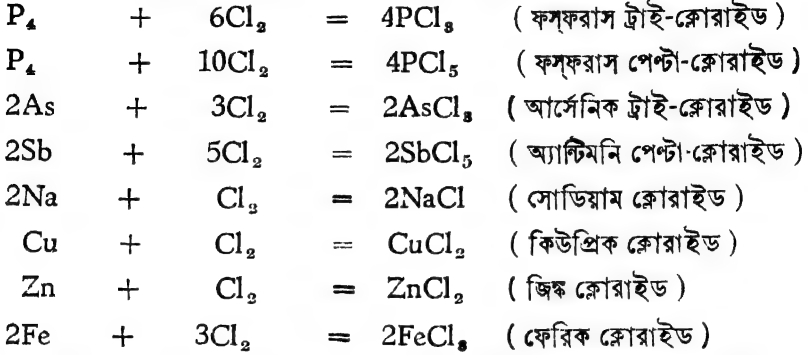 P₄ + 6Cl₂ = 4PCl₃ ( ফস্‌ফরাস ট্রাই-ক্লোরাইড )
P₄ + 10Cl₂ = 4PCl₅ ( ফস্‌ফরাস পেণ্টা-ক্লোরাইড )
2As + 3Cl₂ = 2AsCl₃ ( আর্সেনিক ট্রাই-ক্লোরাইড )
2Sb + 5Cl₂ = 2SbCl₅ ( অ্যান্টিমনি পেণ্টা-ক্লোরাইড )
2Na + Cl₂ = 2NaCl ( সোডিয়াম ক্লোরাইড )
Cu + Cl₂ = CuCl₂ ( কিউপ্রিক ক্লোরাইড )
Zn + Cl₂ = ZnCl₂ ( জিঙ্ক ক্লোরাইড )
2Fe + 3Cl₂ = 2FeCl₃ ( ফেরিক ক্লোরাইড )